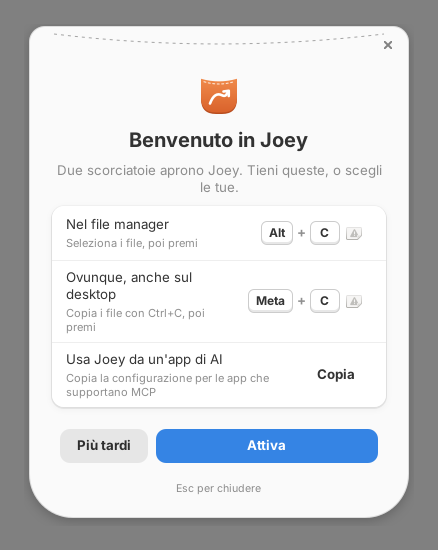 Benvenuto in Joey
Due scorciatoie aprono Joey. Tieni queste, o scegli
le tue.
Nel file manager
Seleziona i file, poi premi
Alt + C
Ovunque, anche sul
desktop
Copia i file con Ctrl+C, poi
premi
Meta + C
Usa Joey da un'app di AI
Copia la configurazione per le app che
supportano MCP
Copia
Più tardi
Attiva
Esc per chiudere